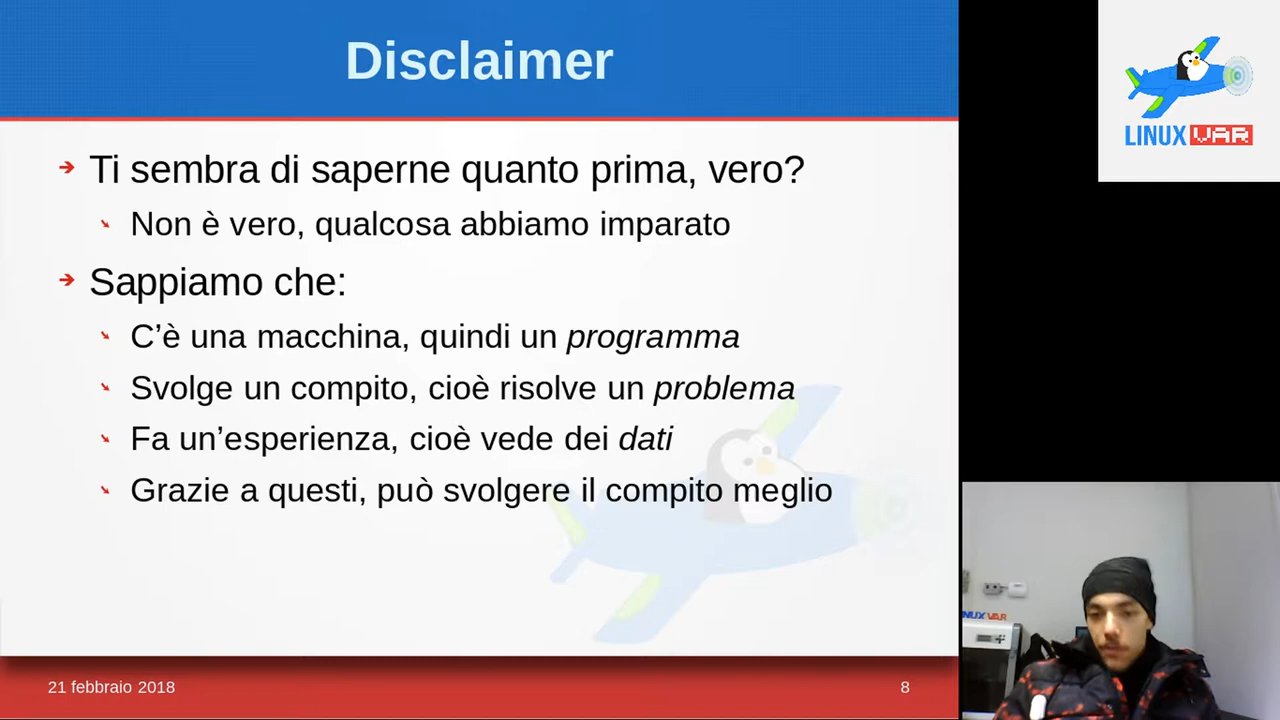 Disclaimer
Ti sembra di saperne quanto prima, vero?
Non è vero, qualcosa abbiamo imparato
Sappiamo che:
C’è una macchina, quindi un programma
Svolge un compito, cioè risolve un problema
Fa un’esperienza, cioè vede dei dati
Grazie a questi, può svolgere il compito meglio
21 febbraio 2018
8
LINUX VAR
NUX VAR